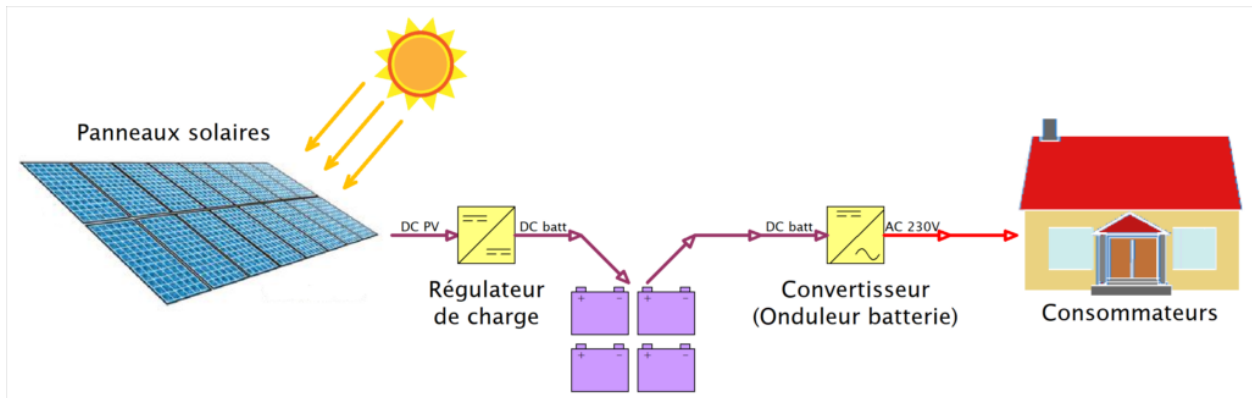 Panneaux solaires
DC PV
DC batt
DC batt
AC 230V
Régulateur
de charge
Convertisseur
(Onduleur batterie)
Consommateurs
+ −
+ −
+ −
+ −